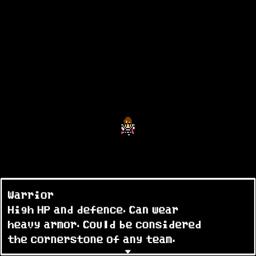 Warrior
High HP and defence. Can wear
heavy armor. Could be considered
the cornerstone of any team.